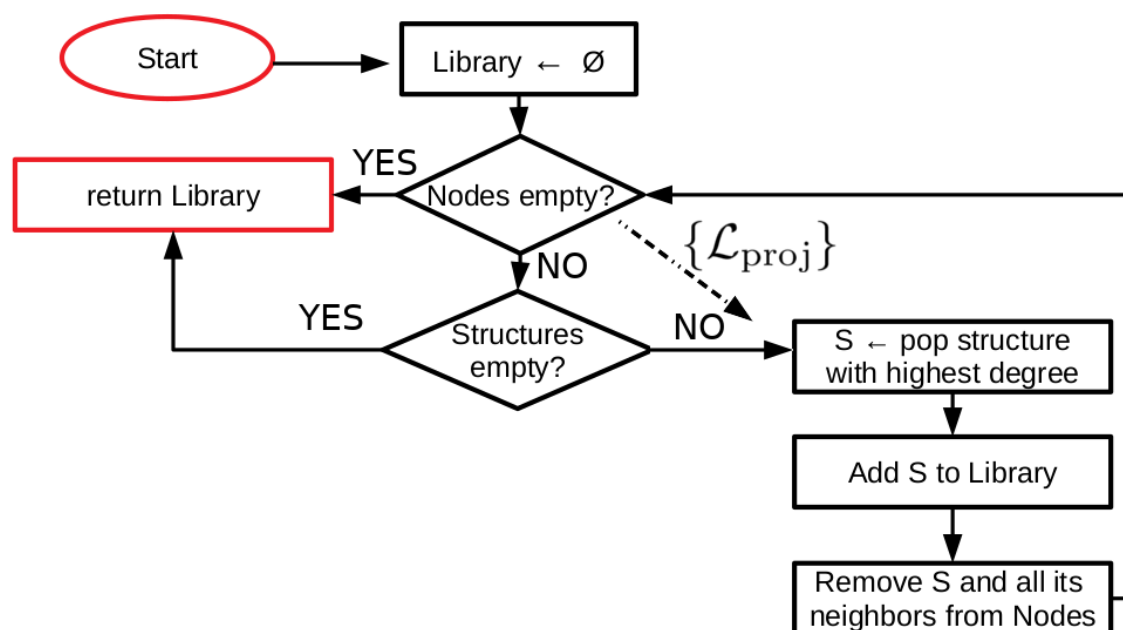 Start
Library ← Ø
YES
return Library
Nodes empty?
{ℒproj}
NO
YES
Structures
empty?
NO
S ← pop structure
with highest degree
Add S to Library
Remove S and all its
neighbors from Nodes